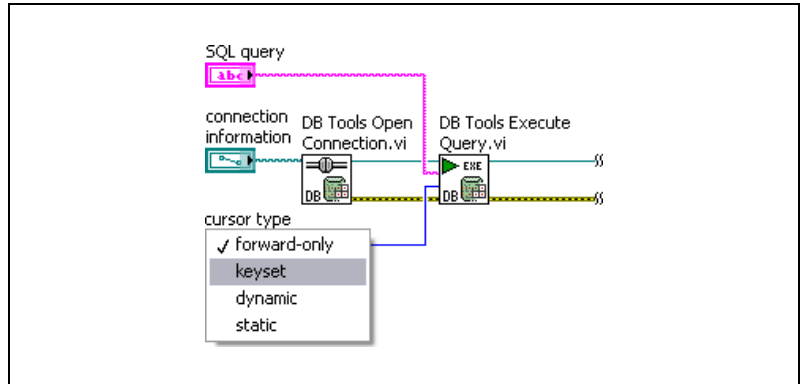 SQL query
abc
connection information
DB Tools Open Connection.vi
DB Tools Execute Query.vi
EXE
DB
DB
cursor type
✓ forward-only
keyset
dynamic
static